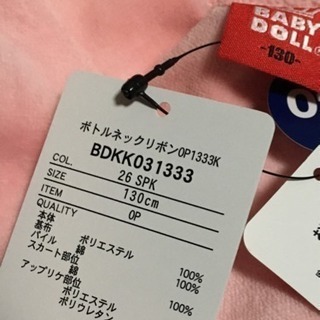 BABY
DOLL
-130-
ボトルネックリボンOP1333K
BDKK031333
COL. 26 SPK
SIZE 130cm
ITEM OP
QUALITY
本体
基布 ポリエステル 100%
パイル 綿 100%
スカート部位
綿 100%
アップリケ部位
ポリエステル
ポリウレタン